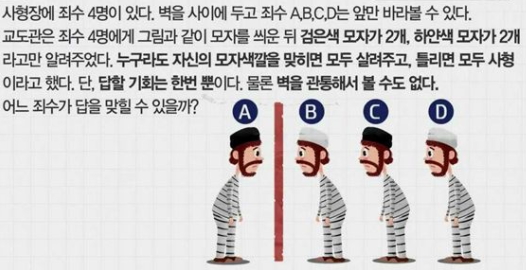 사형장에 죄수 4명이 있다. 벽을 사이에 두고 죄수 A,B,C,D는 앞만 바라볼 수 있다.
교도관은 죄수 4명에게 그림과 같이 모자를 씌운 뒤 검은색 모자가 2개, 하얀색 모자가 2개
라고만 알려주었다. 누구라도 자신의 모자색깔을 맞히면 모두 살려주고, 틀리면 모두 사형
이라고 했다. 단, 답할 기회는 한번 뿐이다. 물론 벽을 관통해서 볼 수도 없다.
어느 죄수가 답을 맞힐 수 있을까?
A B C D